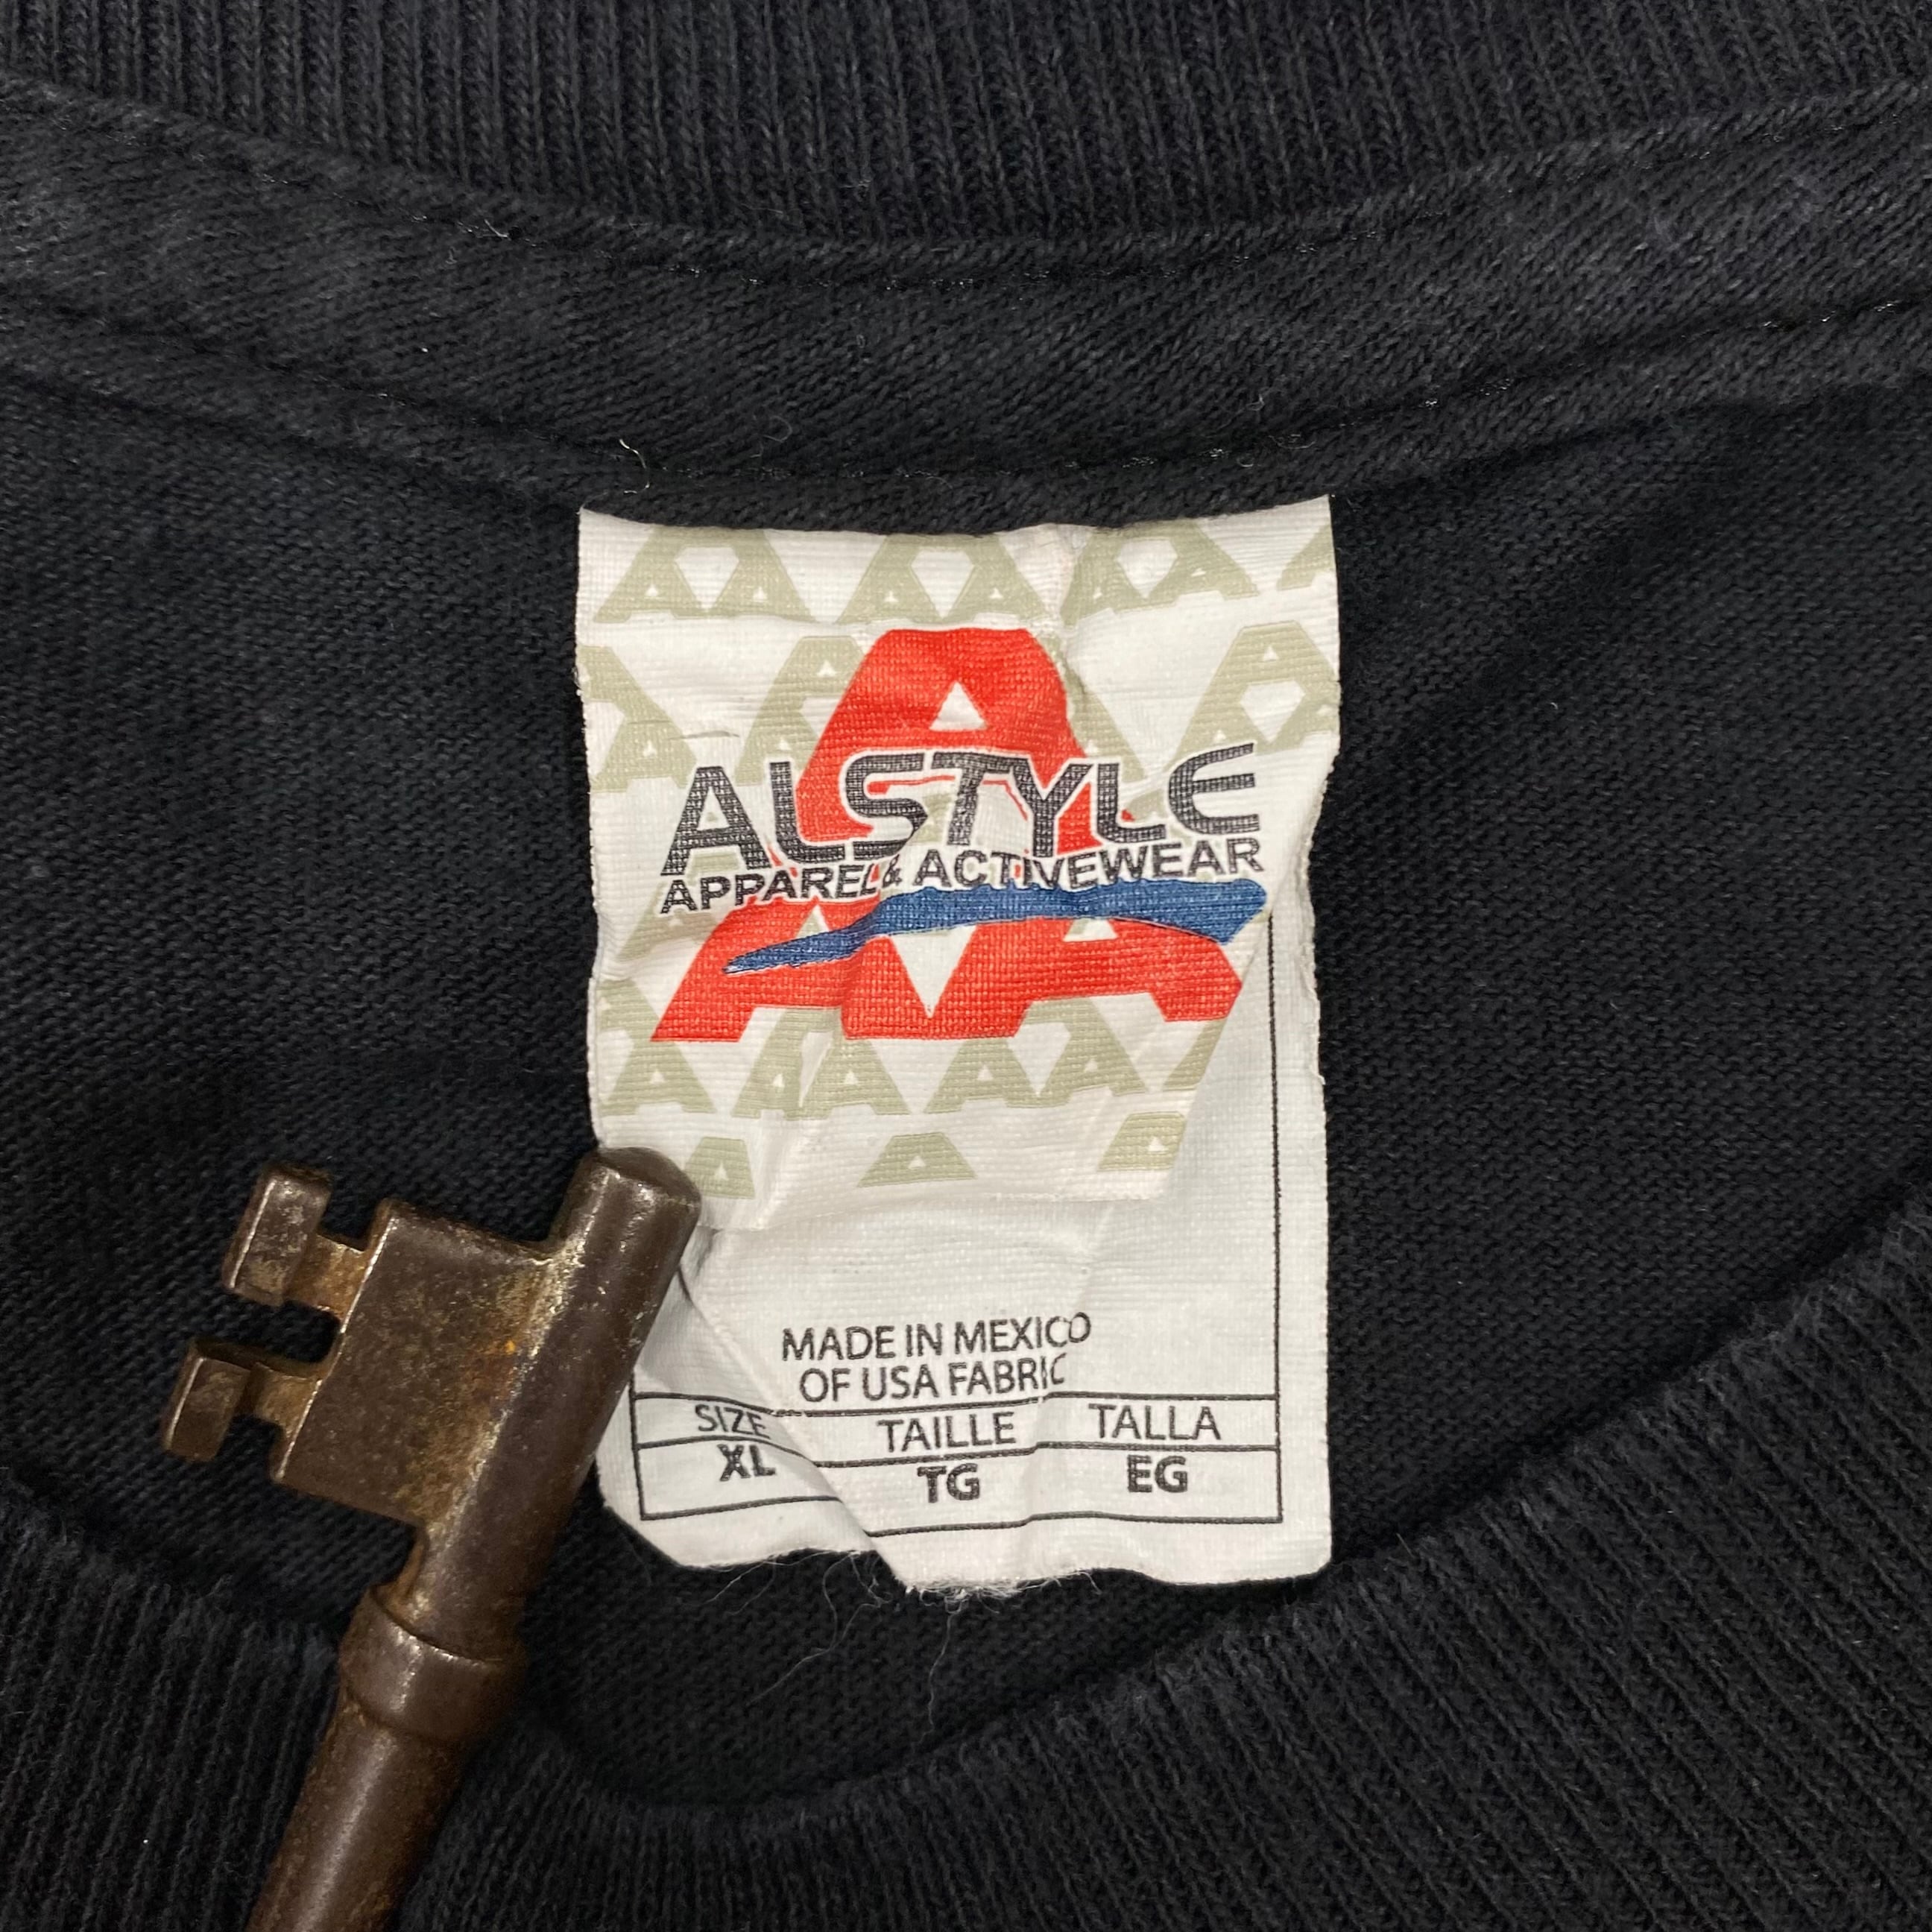 ALSTYLE
APPAREL & ACTIVEWEAR
MADE IN MEXICO
OF USA FABRIC
SIZE TAILLE TALLA
XL TG EG